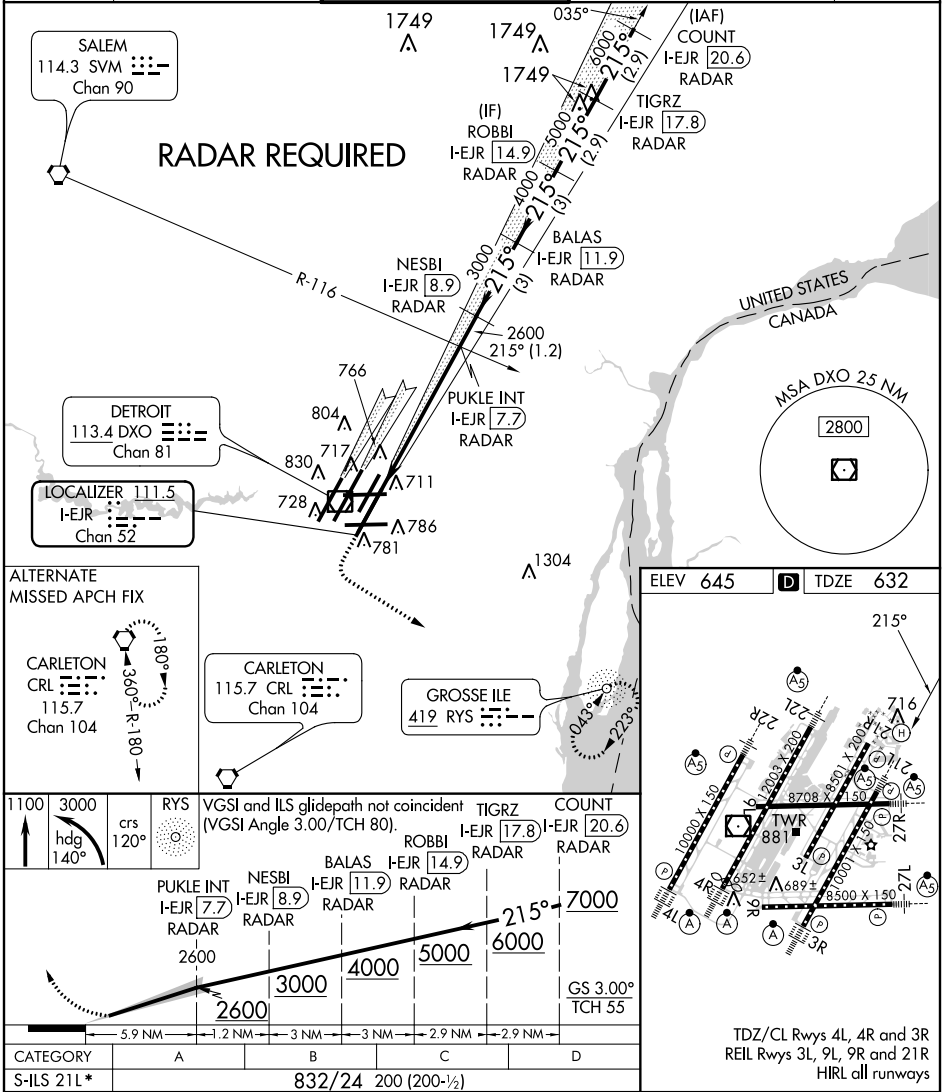 SALEM
114.3 SVM
Chan 90
RADAR REQUIRED
1749
1749
1749
035°
(IAF)
COUNT
I-EJR 20.6
RADAR
6000
215°
(2.9)
TIGRZ
I-EJR 17.8
RADAR
5000
215°
(2.9)
(IF)
ROBBI
I-EJR 14.9
RADAR
4000
215°
(3)
BALAS
I-EJR 11.9
RADAR
3000
215°
(3)
NESBI
I-EJR 8.9
RADAR
R-116
2600
215° (1.2)
PUKLE INT
I-EJR 7.7
RADAR
UNITED STATES
CANADA
MSA DXO 25 NM
2800
766
804
717
830
728
711
786
781
1304
DETROIT
113.4 DXO
Chan 81
LOCALIZER 111.5
I-EJR
Chan 52
ALTERNATE
MISSED APCH FIX
CARLETON
CRL
115.7
Chan 104
180°
360°
R-180
CARLETON
115.7 CRL
Chan 104
GROSSE ILE
419 RYS
043°
223°
ELEV 645
D
TDZE 632
215°
A5
716
H
22R
22L
21R
21L
A5
A5
A5
P
P
P
10000 X 150
12003 X 200
8501 X 200
8708 X 150
10001 X 150
8500 X 150
TWR
881
27R
27L
A5
652±
689±
4L
4R
3L
3R
9R
P
P
P
P
A
A
A
TDZ/CL Rwys 4L, 4R and 3R
REIL Rwys 3L, 9L, 9R and 21R
HIRL all runways
1100
3000
hdg
140°
crs
120°
RYS
VGSI and ILS glidepath not coincident
(VGSI Angle 3.00/TCH 80).
PUKLE INT
I-EJR 7.7
RADAR
NESBI
I-EJR 8.9
RADAR
BALAS
I-EJR 11.9
RADAR
ROBBI
I-EJR 14.9
RADAR
TIGRZ
I-EJR 17.8
RADAR
COUNT
I-EJR 20.6
RADAR
2600
2600
3000
4000
5000
6000
215°
7000
GS 3.00°
TCH 55
5.9 NM
1.2 NM
3 NM
3 NM
2.9 NM
2.9 NM
CATEGORY A B C D
S-ILS 21L* 832/24 200 (200-½)